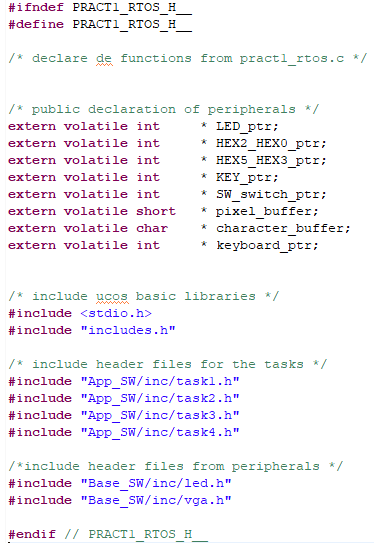 #ifndef PRACT1_RTOS_H__
#define PRACT1_RTOS_H__
/* declare de functions from pract1_rtos.c */
/* public declaration of peripherals */
extern volatile int * LED_ptr;
extern volatile int * HEX2_HEX0_ptr;
extern volatile int * HEX5_HEX3_ptr;
extern volatile int * KEY_ptr;
extern volatile int * SW_switch_ptr;
extern volatile short * pixel_buffer;
extern volatile char * character_buffer;
extern volatile int * keyboard_ptr;
/* include ucos basic libraries */
#include <stdio.h>
#include "includes.h"
/* include header files for the tasks */
#include "App_SW/inc/task1.h"
#include "App_SW/inc/task2.h"
#include "App_SW/inc/task3.h"
#include "App_SW/inc/task4.h"
/*include header files from peripherals */
#include "Base_SW/inc/led.h"
#include "Base_SW/inc/vga.h"
#endif // PRACT1_RTOS_H__